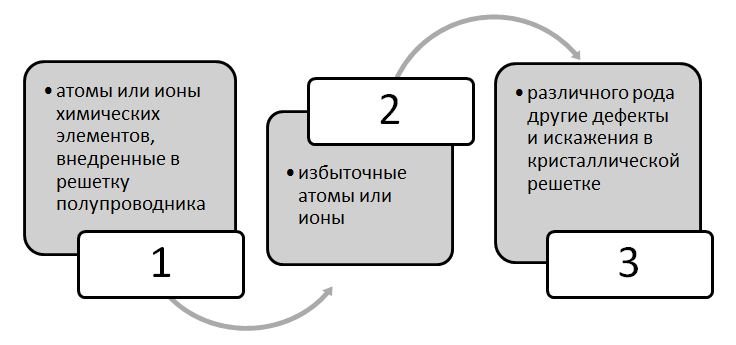 • атомы или ионы
химических
элементов,
внедренные в
решетку
полупроводника
1
2
• избыточные
атомы или
ионы
• различного рода
другие дефекты
и искажения в
кристаллической
решетке
3